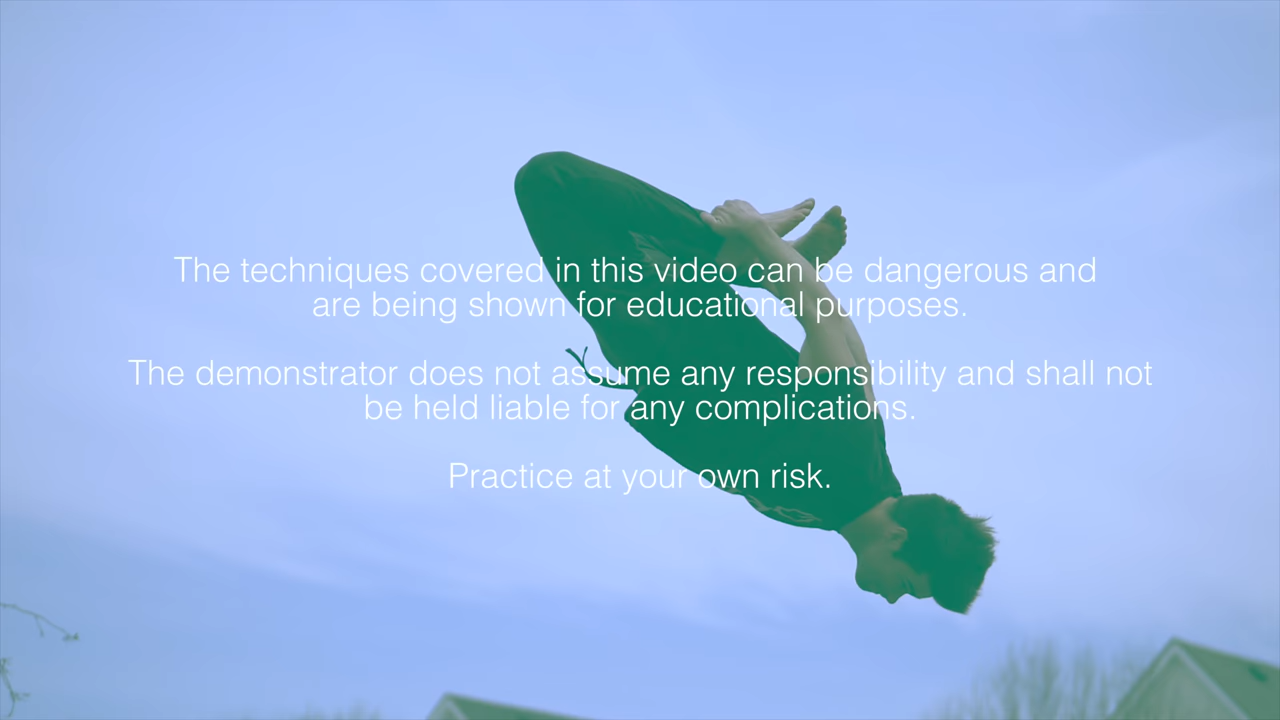 The techniques covered in this video can be dangerous and
are being shown for educational purposes.
The demonstrator does not assume any responsibility and shall not
be held liable for any complications.
Practice at your own risk.